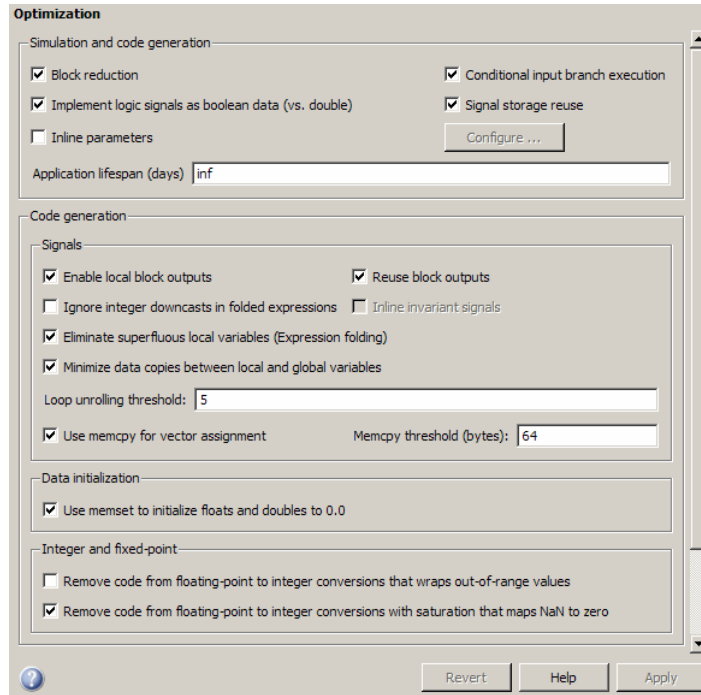 Optimization
Simulation and code generation
Block reduction
Conditional input branch execution
Implement logic signals as boolean data (vs. double)
Signal storage reuse
Inline parameters
Configure ...
Application lifespan (days) inf
Code generation
Signals
Enable local block outputs
Reuse block outputs
Ignore integer downcasts in folded expressions
Inline invariant signals
Eliminate superfluous local variables (Expression folding)
Minimize data copies between local and global variables
Loop unrolling threshold: 5
Use memcpy for vector assignment
Memcpy threshold (bytes): 64
Data initialization
Use memset to initialize floats and doubles to 0.0
Integer and fixed-point
Remove code from floating-point to integer conversions that wraps out-of-range values
Remove code from floating-point to integer conversions with saturation that maps NaN to zero
? Revert Help Apply